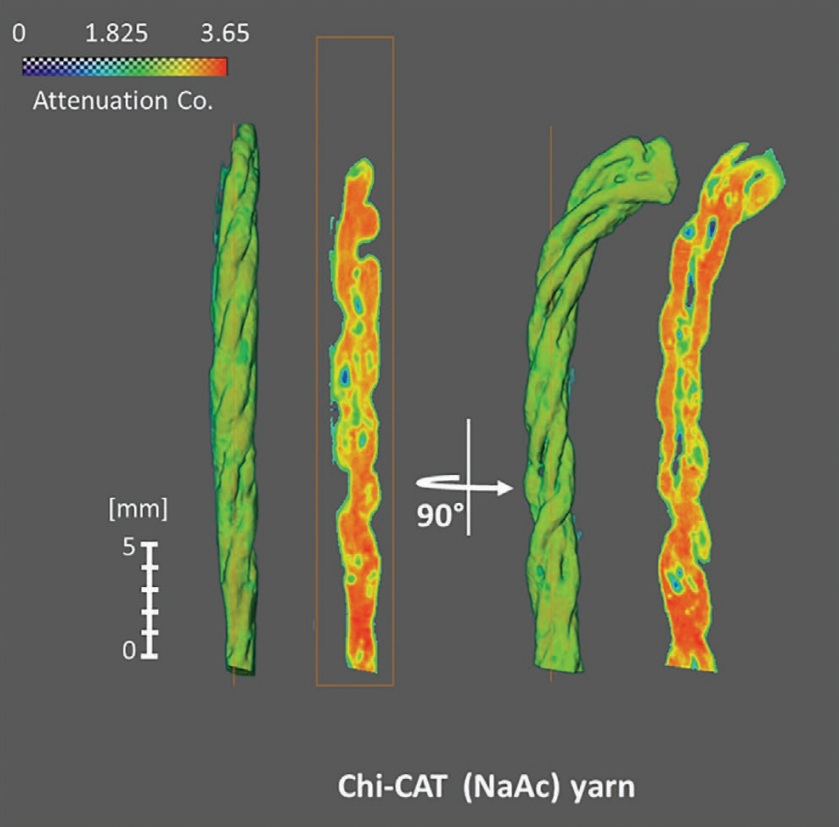 0 1.825 3.65
Attenuation Co.
[mm]
5
0
90°
Chi-CAT (NaAc) yarn